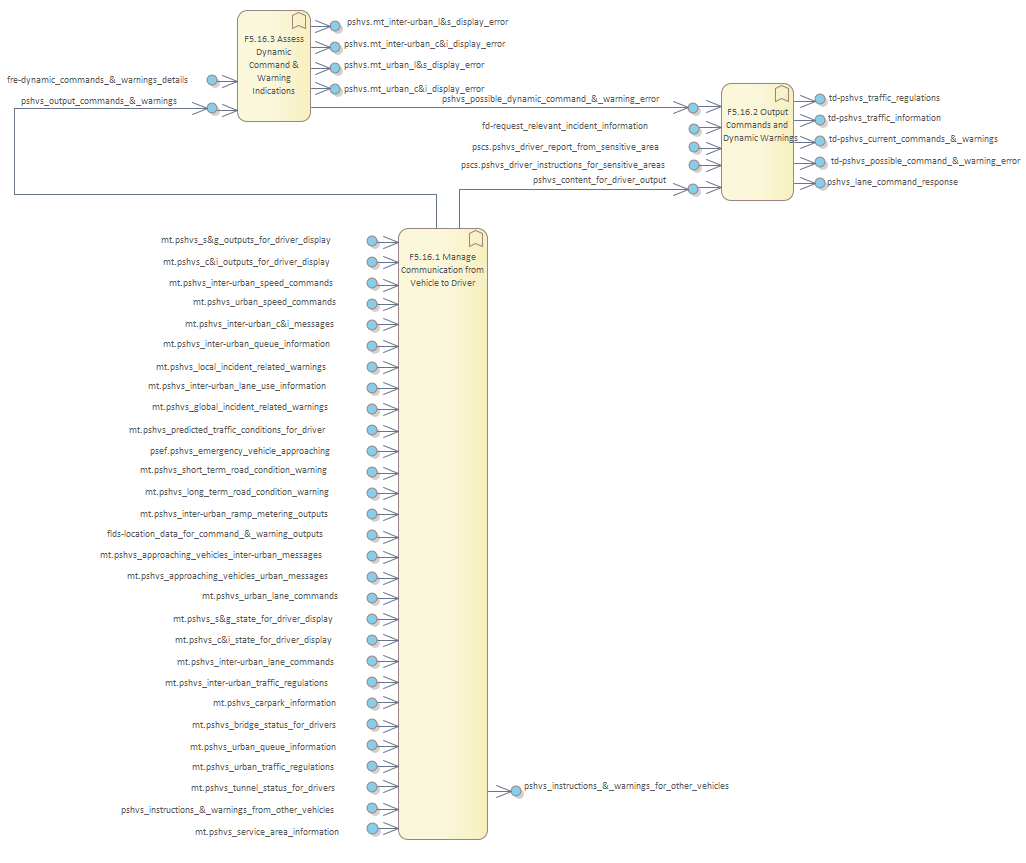 pshvs.mt_inter-urban_l&s_display_error
F5.16.3 Assess
Dynamic
Command &
Warning
Indications
pshvs.mt_inter-urban_c&i_display_error
pshvs.mt_urban_l&s_display_error
fre-dynamic_commands_&_warnings_details
pshvs.mt_urban_c&i_display_error
pshvs_output_commands_&_warnings
pshvs_possible_dynamic_command_&_warning_error
F5.16.2 Output
Commands and
Dynamic Warnings
td-pshvs_traffic_regulations
td-pshvs_traffic_information
fd-request_relevant_incident_information
td-pshvs_current_commands_&_warnings
pscs.pshvs_driver_report_from_sensitive_area
td-pshvs_possible_command_&_warning_error
pscs.pshvs_driver_instructions_for_sensitive_areas
pshvs_content_for_driver_output
pshvs_lane_command_response
F5.16.1 Manage
Communication from
Vehicle to Driver
mt.pshvs_s&g_outputs_for_driver_display
mt.pshvs_c&i_outputs_for_driver_display
mt.pshvs_inter-urban_speed_commands
mt.pshvs_urban_speed_commands
mt.pshvs_inter-urban_c&i_messages
mt.pshvs_inter-urban_queue_information
mt.pshvs_local_incident_related_warnings
mt.pshvs_inter-urban_lane_use_information
mt.pshvs_global_incident_related_warnings
mt.pshvs_predicted_traffic_conditions_for_driver
psef.pshvs_emergency_vehicle_approaching
mt.pshvs_short_term_road_condition_warning
mt.pshvs_long_term_road_condition_warning
mt.pshvs_inter-urban_ramp_metering_outputs
flds-location_data_for_command_&_warning_outputs
mt.pshvs_approaching_vehicles_inter-urban_messages
mt.pshvs_approaching_vehicles_urban_messages
mt.pshvs_urban_lane_commands
mt.pshvs_s&g_state_for_driver_display
mt.pshvs_c&i_state_for_driver_display
mt.pshvs_inter-urban_lane_commands
mt.pshvs_inter-urban_traffic_regulations
mt.pshvs_carpark_information
mt.pshvs_bridge_status_for_drivers
mt.pshvs_urban_queue_information
mt.pshvs_urban_traffic_regulations
mt.pshvs_tunnel_status_for_drivers
pshvs_instructions_&_warnings_for_other_vehicles
pshvs_instructions_&_warnings_from_other_vehicles
mt.pshvs_service_area_information